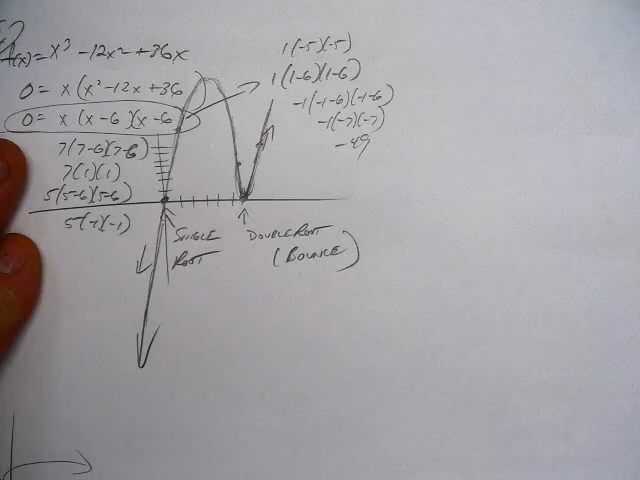 f(x) = x³ - 12x² + 36x
0 = x(x² - 12x + 36)
0 = x(x-6)(x-6)
7(7-6)(7-6)
7(1)(1)
5(5-6)(5-6)
5(-1)(-1)
1(-5)(-5)
1(1-6)(1-6)
-1(-1-6)(-1-6)
-1(-7)(-7)
-49
SINGLE
ROOT
DOUBLE ROOT
(BOUNCE)